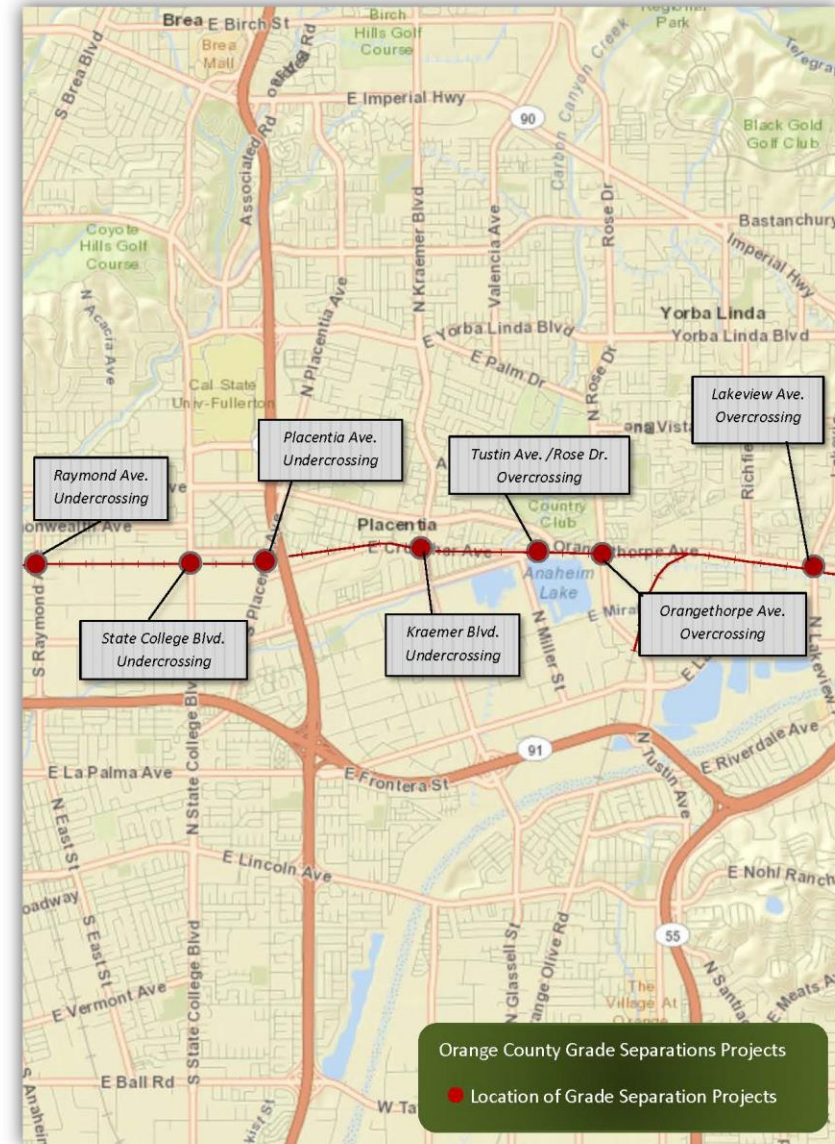 Brea
E Birch St
Birch
Hills Golf
Course
Regional
Park
S Brea Blvd
Brea
Mall
E Imperial Hwy
90
Carbon Canyon Creek
Black Gold
Golf Club
Associated Rd
Coyote
Hills Golf
Course
N Kraemer Blvd
Valencia Ave
Rose Dr
Bastanchury
Imperial Hwy
N Acacia Ave
N Placentia Ave
Yorba Linda
E Yorba Linda Blvd
Yorba Linda Blvd
E Palm Dr
N Rose Dr
Cal State
Univ-Fullerton
Lakeview Ave.
Overcrossing
Placentia Ave.
Undercrossing
Tustin Ave. /Rose Dr.
Overcrossing
Raymond Ave.
Undercrossing
Country
Club
Placentia
Anaheim
Lake
State College Blvd.
Undercrossing
Kraemer Blvd.
Undercrossing
Orangethorpe Ave.
Overcrossing
S Raymond
N Miller St
91
E La Palma Ave
E Frontera St
N Tustin Ave
E Riverdale Ave
N State College Blvd
N East St
E Lincoln Ave
E Nohl Ranch
S East St
N Glassell St
55
E Vermont Ave
S State College Blvd
The
Village At
Orange
E Meats A
E Ball Rd
S Anaheim
W Ta
Orange County Grade Separations Projects
Location of Grade Separation Projects